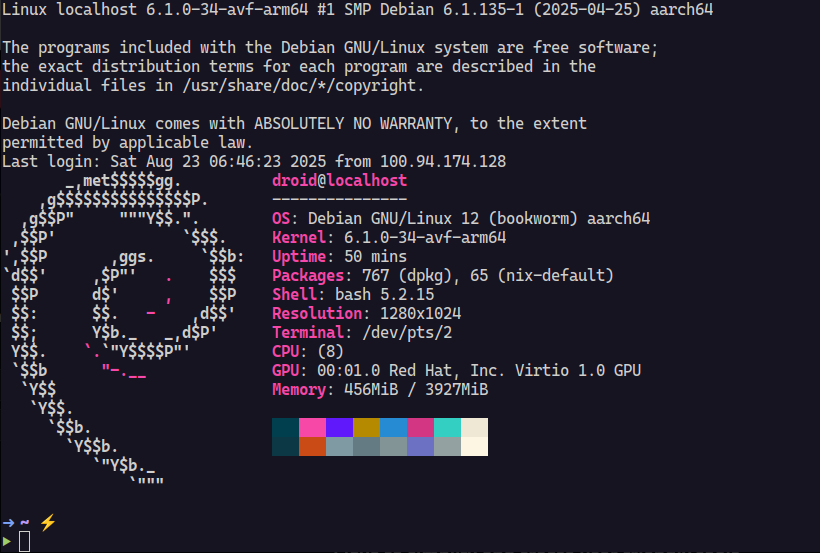 Linux localhost 6.1.0-34-avf-arm64 #1 SMP Debian 6.1.135-1 (2025-04-25) aarch64
The programs included with the Debian GNU/Linux system are free software;
the exact distribution terms for each program are described in the
individual files in /usr/share/doc/*/copyright.
Debian GNU/Linux comes with ABSOLUTELY NO WARRANTY, to the extent
permitted by applicable law.
Last login: Sat Aug 23 06:46:23 2025 from 100.94.174.128
       _,met$$$$$gg.          droid@localhost
    ,g$$$$$$$$$$$$$$$P.       ---------------
  ,g$$P"     """Y$$.".        OS: Debian GNU/Linux 12 (bookworm) aarch64
 ,$$P'              `$$$.     Kernel: 6.1.0-34-avf-arm64
',$$P       ,ggs.     `$$b:   Uptime: 50 mins
`d$$'     ,$P"'   .    $$$    Packages: 767 (dpkg), 65 (nix-default)
 $$P      d$'     ,    $$P    Shell: bash 5.2.15
 $$:      $$.   -    ,d$$'    Resolution: 1280x1024
 $$;      Y$b._   _,d$P'      Terminal: /dev/pts/2
 Y$$.    `.`"Y$$$$P"'         CPU: (8)
 `$$b      "-.__              GPU: 00:01.0 Red Hat, Inc. Virtio 1.0 GPU
  `Y$$                        Memory: 456MiB / 3927MiB
   `Y$$.
     `$$b.
       `Y$$b.
          `"Y$b._
              `"""
➜ ~ ⚡
▶